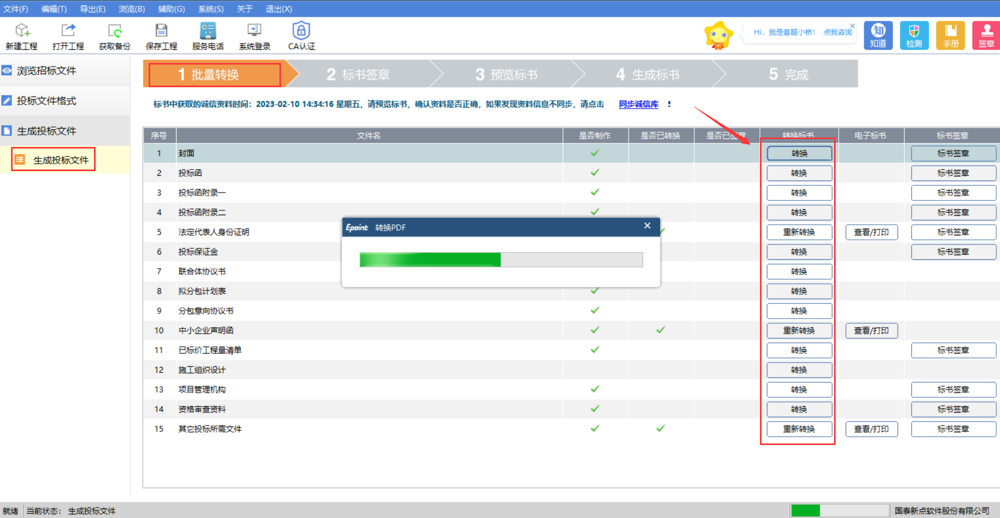 文件(F) 编辑(T) 导出(E) 浏览(B) 辅助(G) 系统(S) 关于 退出(X)
新建工程 打开工程 获取备份 保存工程 服务电话 系统登录 CA认证
Hi，我是客服小桥！ 点我咨询
知 知道 检测 手册 签章
浏览招标文件
投标文件格式
生成投标文件
生成投标文件
1 批量转换 2 标书签章 3 预览标书 4 生成标书 5 完成
标书中获取的诚信资料时间：2023-02-10 14:34:16 星期五，请预览标书，确认资料是否正确，如果发现资料信息不同步，请点击 同步诚信库 ！
序号 文件名 是否制作 是否已转换 是否已签章 转换标书 电子标书 标书签章
1 封面 转换 标书签章
2 投标函 转换 标书签章
3 投标函附录一 转换 标书签章
4 投标函附录二 转换 标书签章
5 法定代表人身份证明 重新转换 查看/打印 标书签章
6 投标保证金 转换 标书签章
7 联合体协议书 转换
8 拟分包计划表 转换
9 分包意向协议书 转换
10 中小企业声明函 重新转换 查看/打印
11 已标价工程量清单 转换 标书签章
12 施工组织设计 转换
13 项目管理机构 转换 标书签章
14 资格审查资料 转换 标书签章
15 其它投标所需文件 重新转换 查看/打印 标书签章
Epoint 转换PDF
就绪 当前状态： 生成投标文件 国泰新点软件股份有限公司